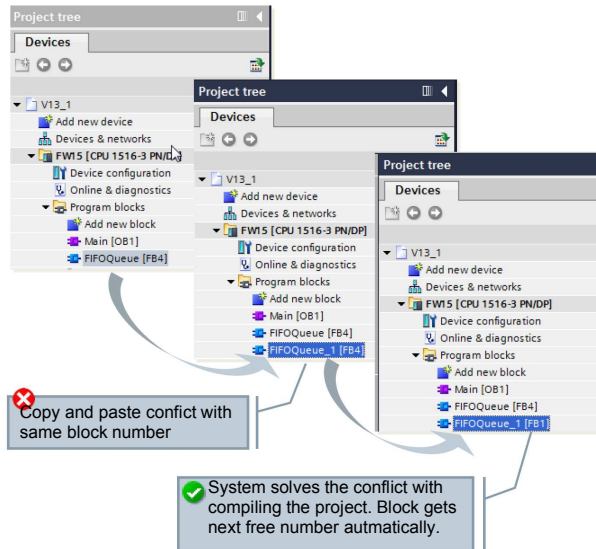 Project tree
Devices
V13_1
Add new device
Devices & networks
FW15 [CPU 1516-3 PN/DP]
Device configuration
Online & diagnostics
Program blocks
Add new block
Main [OB1]
FIFOQueue [FB4]
Project tree
Devices
V13_1
Add new device
Devices & networks
FW15 [CPU 1516-3 PN/DP]
Device configuration
Online & diagnostics
Program blocks
Add new block
Main [OB1]
FIFOQueue [FB4]
FIFOQueue_1 [FB4]
Project tree
Devices
V13_1
Add new device
Devices & networks
FW15 [CPU 1516-3 PN/DP]
Device configuration
Online & diagnostics
Program blocks
Add new block
Main [OB1]
FIFOQueue [FB4]
FIFOQueue_1 [FB1]
Copy and paste confict with
same block number
System solves the conflict with
compiling the project. Block gets
next free number autmatically.